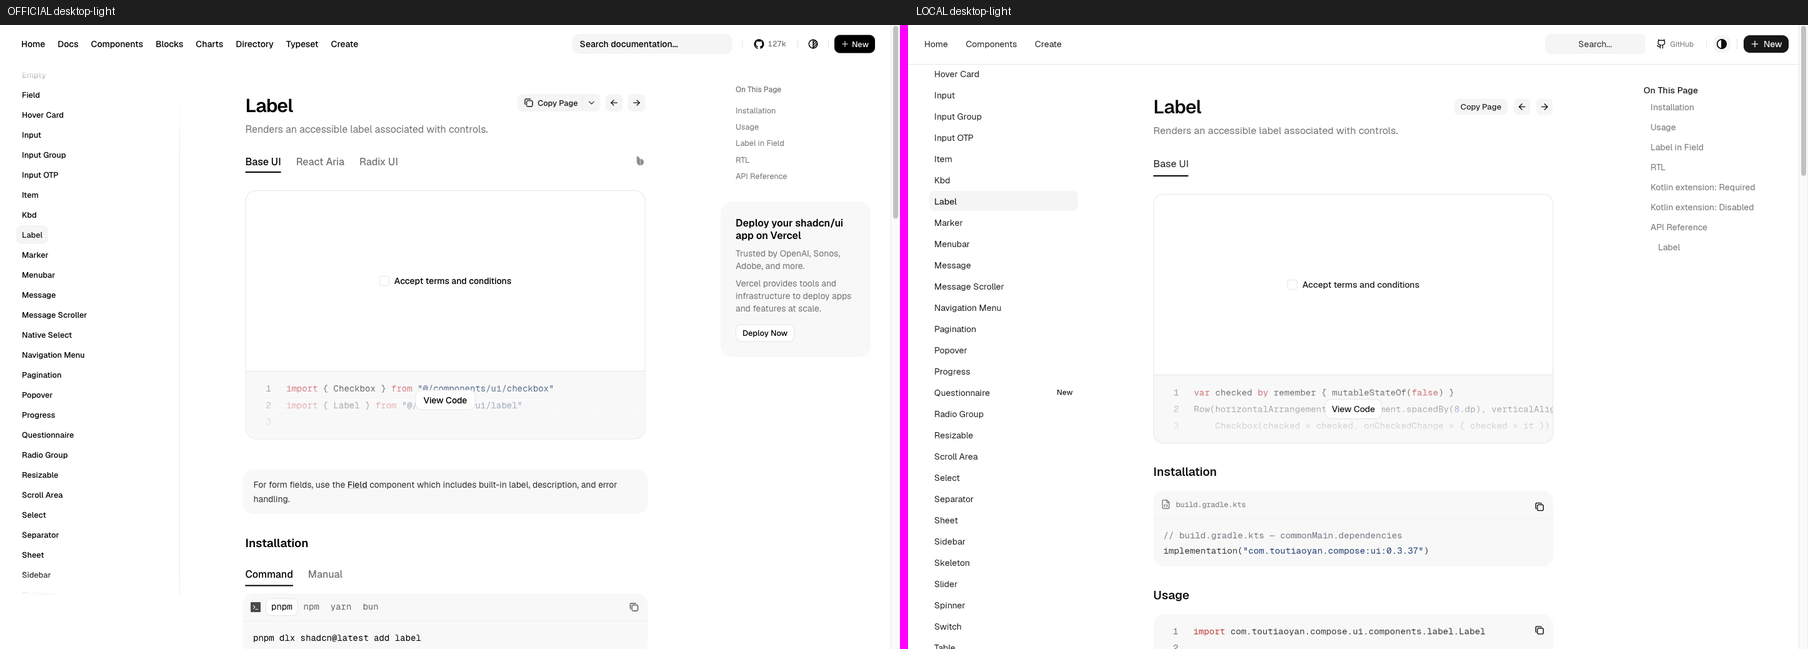 OFFICIAL desktop-light
Home Docs Components Blocks Charts Directory Typeset Create
Search documentation...
127k
+ New
Empty
Field
Hover Card
Input
Input Group
Input OTP
Item
Kbd
Label
Marker
Menubar
Message
Message Scroller
Native Select
Navigation Menu
Pagination
Popover
Progress
Questionnaire
Radio Group
Resizable
Scroll Area
Select
Separator
Sheet
Sidebar
Label
Copy Page
Renders an accessible label associated with controls.
Base UI React Aria Radix UI
Accept terms and conditions
1 import { Checkbox } from "@/components/ui/checkbox"
2 import { Label } from "@/ ui/label"
3
View Code
For form fields, use the Field component which includes built-in label, description, and error
handling.
Installation
Command Manual
pnpm npm yarn bun
pnpm dlx shadcn@latest add label
On This Page
Installation
Usage
Label in Field
RTL
API Reference
Deploy your shadcn/ui
app on Vercel
Trusted by OpenAI, Sonos,
Adobe, and more.
Vercel provides tools and
infrastructure to deploy apps
and features at scale.
Deploy Now
LOCAL desktop-light
Home Components Create
Search...
GitHub
+ New
Hover Card
Input
Input Group
Input OTP
Item
Kbd
Label
Marker
Menubar
Message
Message Scroller
Navigation Menu
Pagination
Popover
Progress
Questionnaire New
Radio Group
Resizable
Scroll Area
Select
Separator
Sheet
Sidebar
Skeleton
Slider
Spinner
Switch
Table
Label
Copy Page
Renders an accessible label associated with controls.
Base UI
Accept terms and conditions
1 var checked by remember { mutableStateOf(false) }
2 Row(horizontalArrangement ment.spacedBy(8.dp), verticalAlig
3 Checkbox(checked = checked, onCheckedChange = { checked = it })
View Code
Installation
build.gradle.kts
// build.gradle.kts — commonMain.dependencies
implementation("com.toutiaoyan.compose:ui:0.3.37")
Usage
1 import com.toutiaoyan.compose.ui.components.label.Label
2
On This Page
Installation
Usage
Label in Field
RTL
Kotlin extension: Required
Kotlin extension: Disabled
API Reference
Label